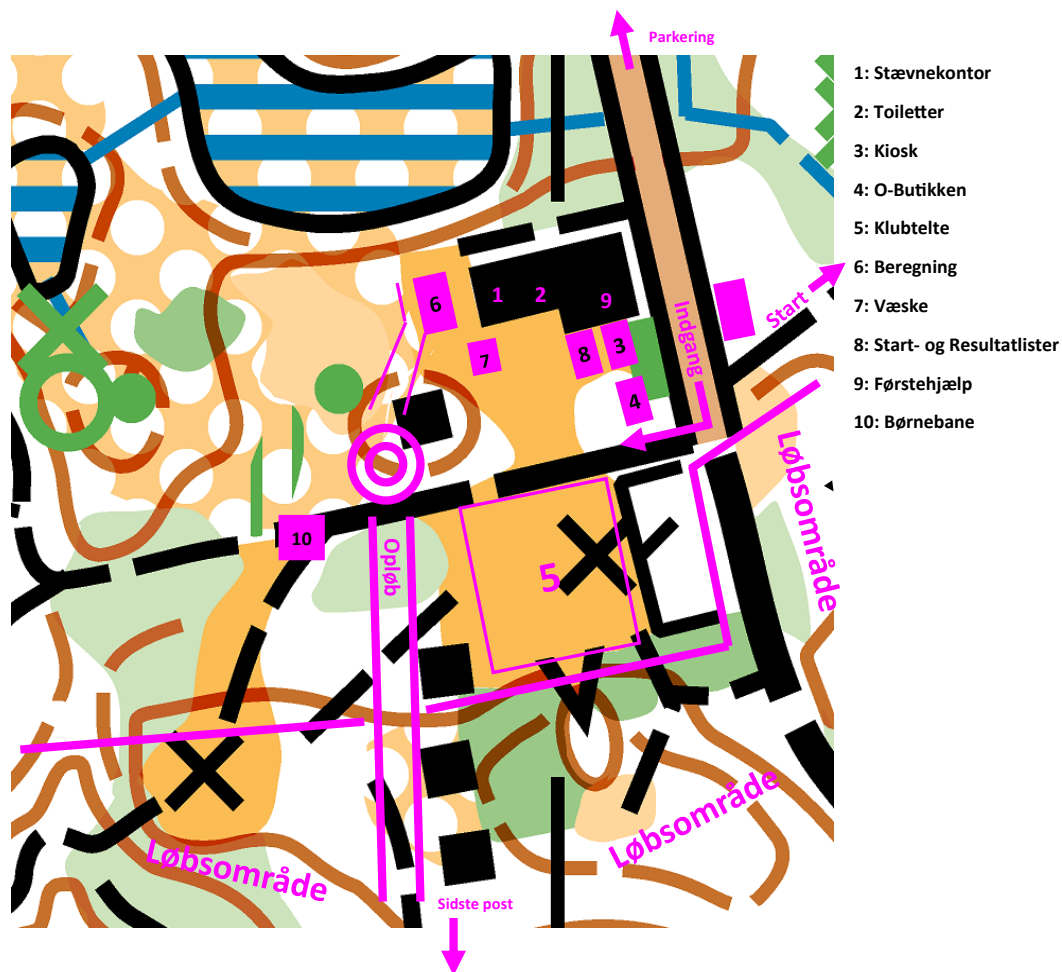 Parkering
1: Stævnekontor
2: Toiletter
3: Kiosk
4: O-Butikken
5: Klubtelte
6: Beregning
7: Væske
8: Start- og Resultatlister
9: Førstehjælp
10: Børnebane
Start
Indgang
6
1
2
9
7
8
3
4
Løbsområde
10
Opløb
5
Løbsområde
Løbsområde
Sidste post